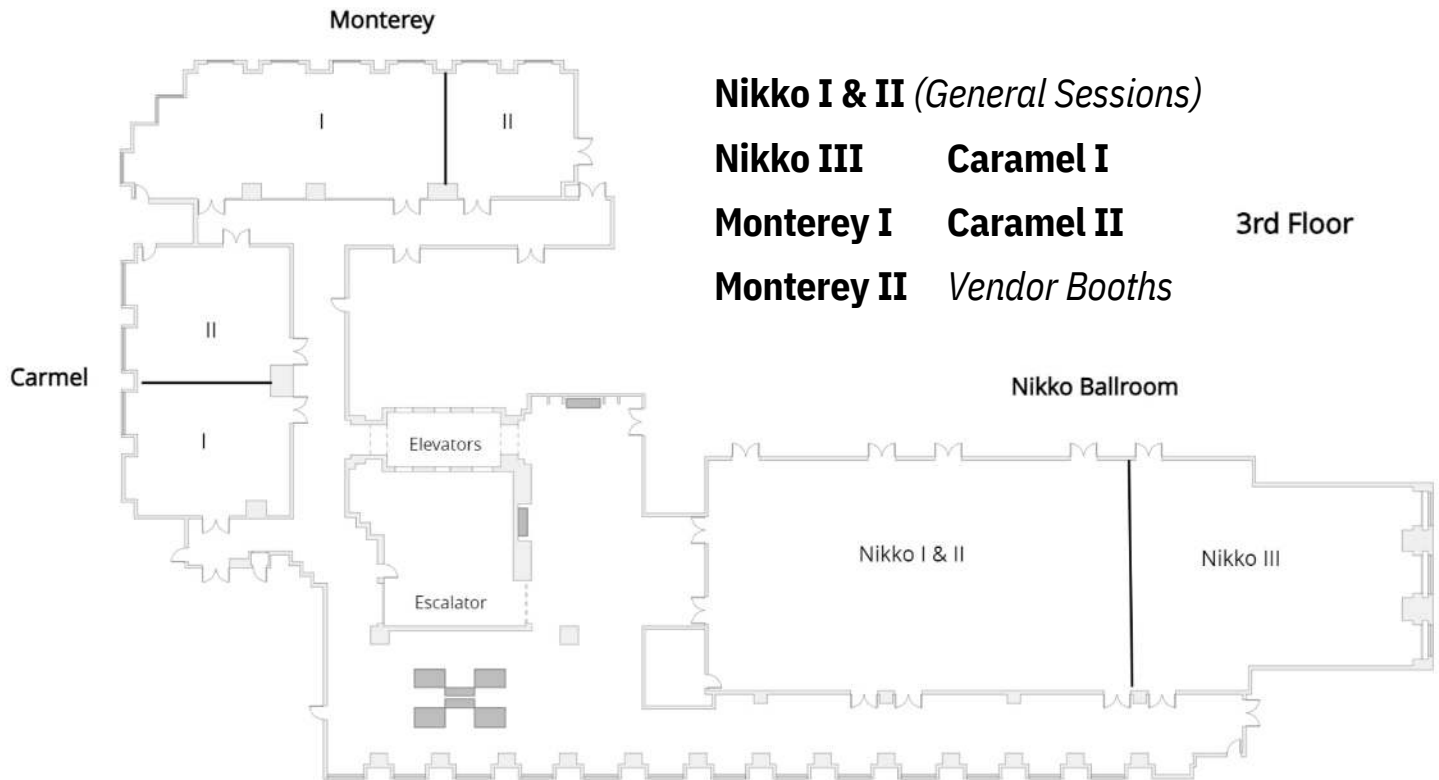 Monterey
I
II
Nikko I & II (General Sessions)
Nikko III Caramel I
Monterey I Caramel II
3rd Floor
Monterey II Vendor Booths
Carmel
II
I
Elevators
Escalator
Nikko Ballroom
Nikko I & II
Nikko III